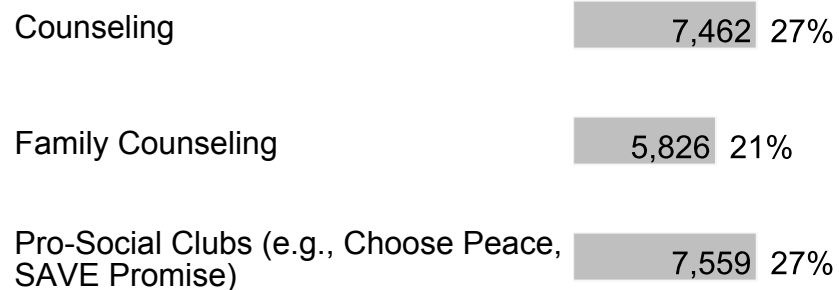 Counseling 7,462 27%
Family Counseling 5,826 21%
Pro-Social Clubs (e.g., Choose Peace,
SAVE Promise) 7,559 27%